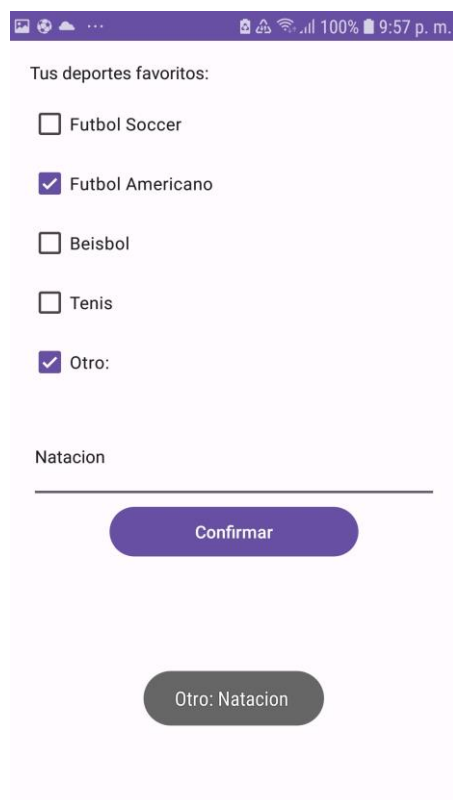 100% 9:57 p. m.
Tus deportes favoritos:
Futbol Soccer
Futbol Americano
Beisbol
Tenis
Otro:
Natacion
Confirmar
Otro: Natacion